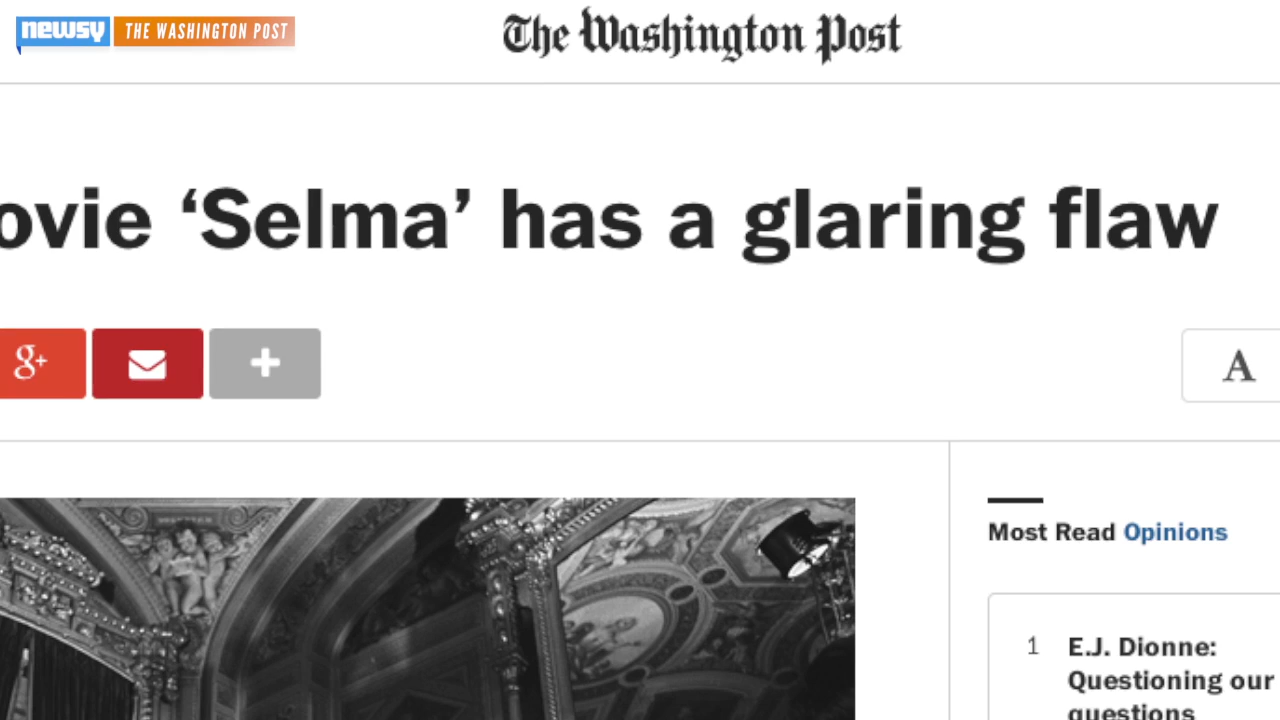 newsy THE WASHINGTON POST
The Washington Post
ovie ‘Selma’ has a glaring flaw
g+
A
Most Read Opinions
1 E.J. Dionne:
Questioning our
questions